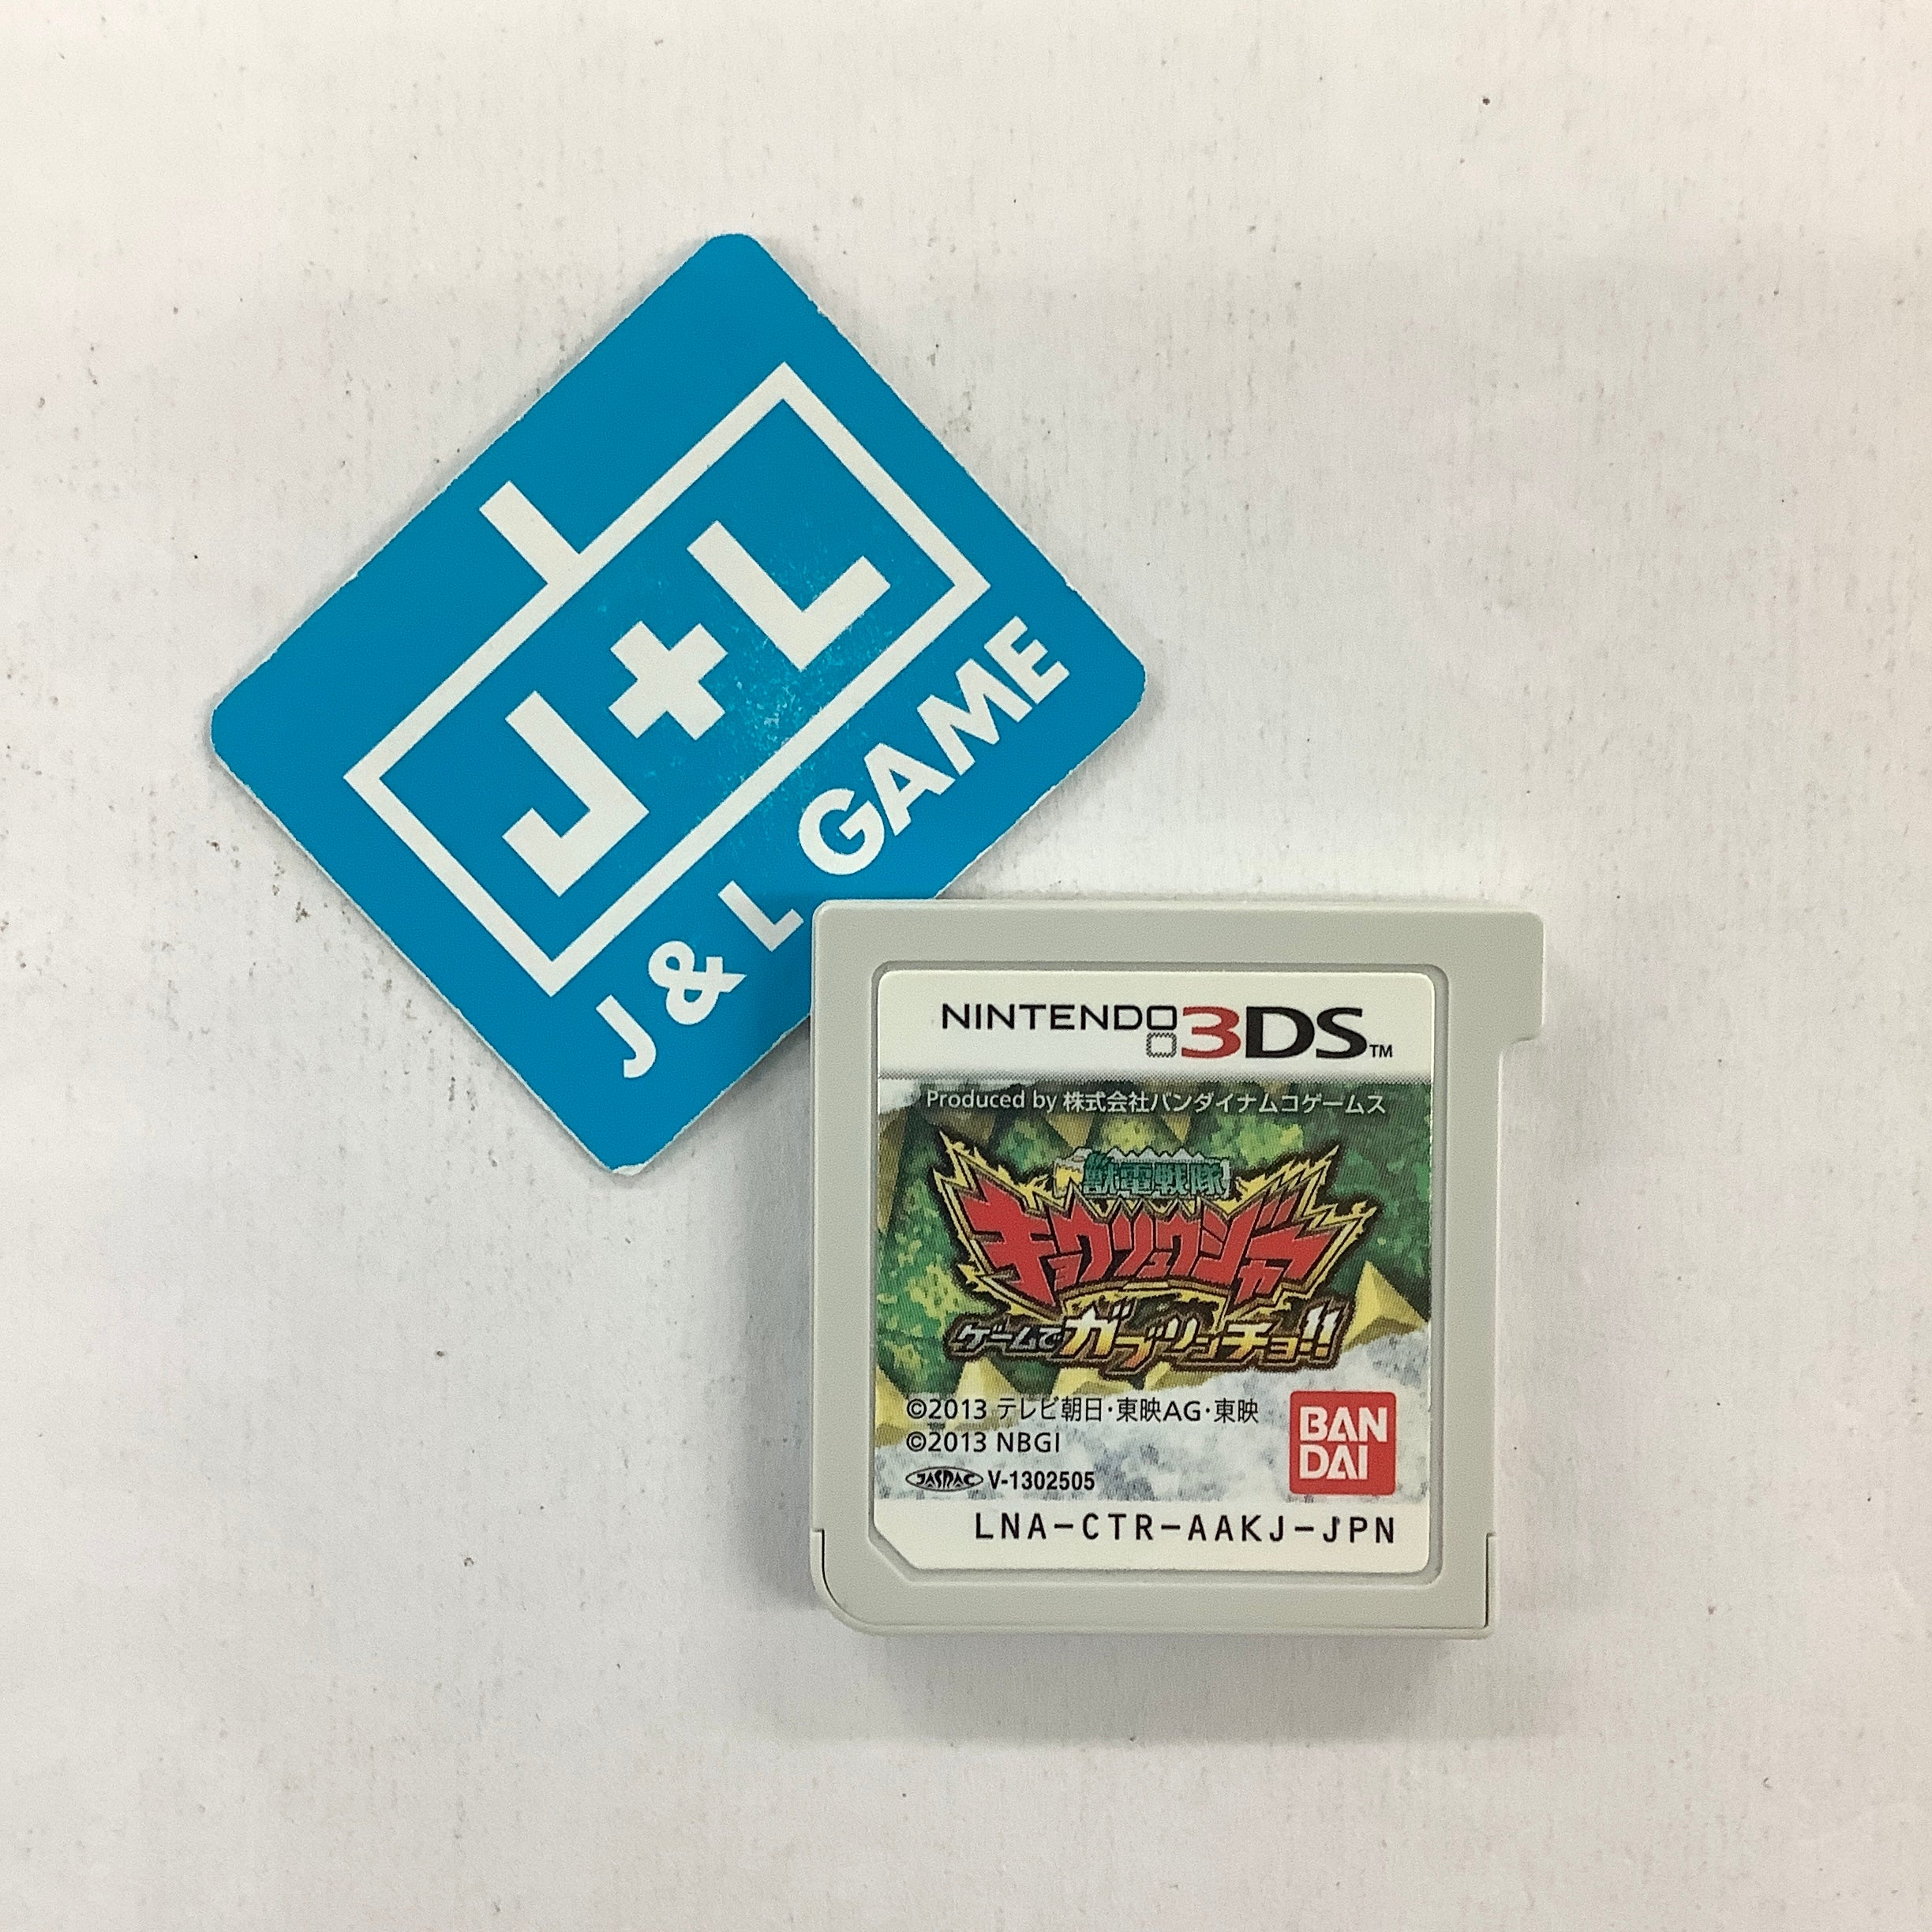 J+L
J & L GAME
NINTENDO 3DS™
Produced by 株式会社バンダイナムコゲームス
獣電戦隊
キョウリュウジャー
ゲームでガブリンチョ!!
©2013 テレビ朝日・東映AG・東映
©2013 NBGI
JASRAC V-1302505
BAN
DAI
LNA-CTR-AAKJ-JPN